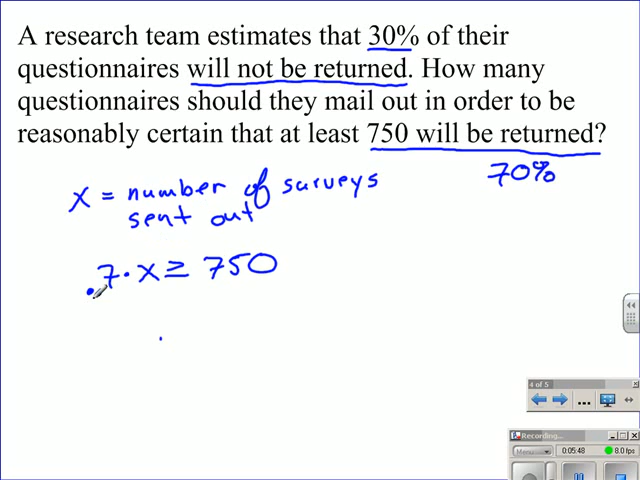 A research team estimates that 30% of their
questionnaires will not be returned. How many
questionnaires should they mail out in order to be
reasonably certain that at least 750 will be returned?
70%
x = number of surveys
sent out
.7 · x ≥ 750
4 of 5
...
Recording...
Menu
0:05:48
8.0 fps